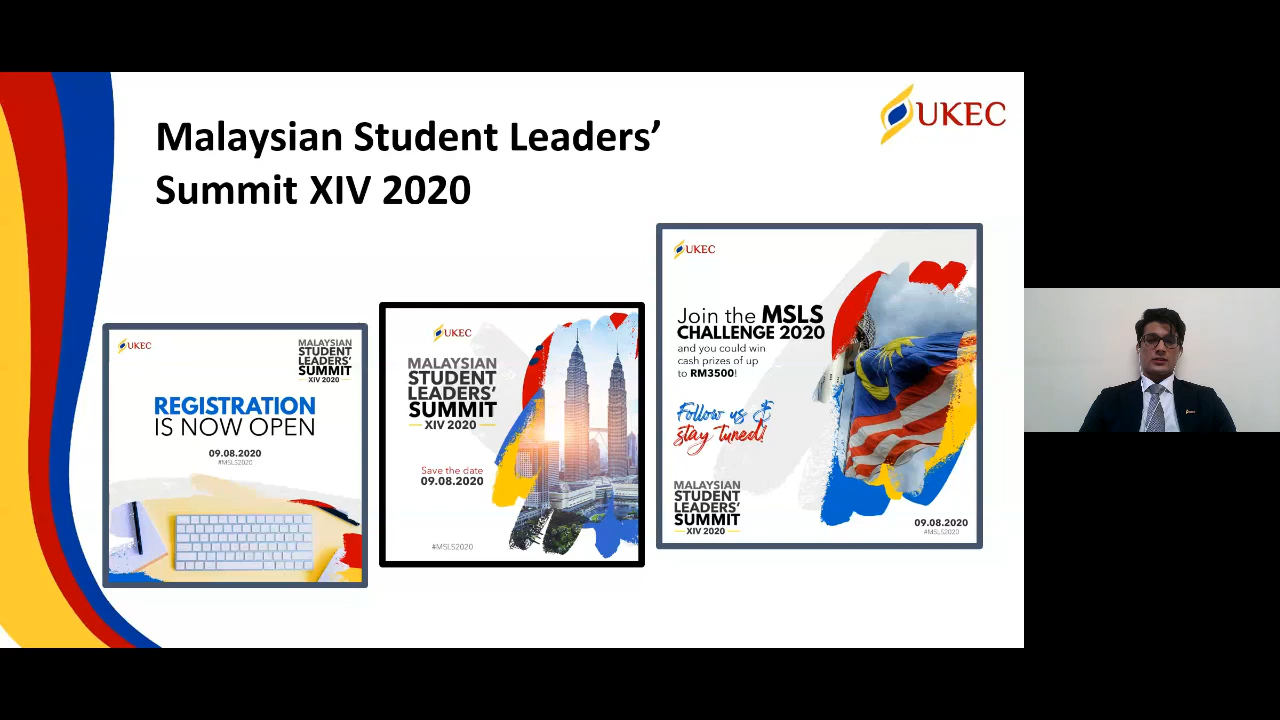 Malaysian Student Leaders’
Summit XIV 2020
UKEC
UKEC
MALAYSIAN
STUDENT
LEADERS'
SUMMIT
XIV 2020
REGISTRATION
IS NOW OPEN
09.08.2020
#MSLS2020
UKEC
MALAYSIAN
STUDENT
LEADERS'
SUMMIT
XIV 2020
Save the date
09.08.2020
#MSLS2020
UKEC
Join the MSLS
CHALLENGE 2020
and you could win
cash prizes of up
to RM3500!
Follow us &
stay tuned!
MALAYSIAN
STUDENT
LEADERS'
SUMMIT
XIV 2020
09.08.2020
#MSLS2020